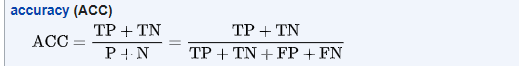 accuracy (ACC)
ACC = (TP + TN) / (P + N) = (TP + TN) / (TP + TN + FP + FN)